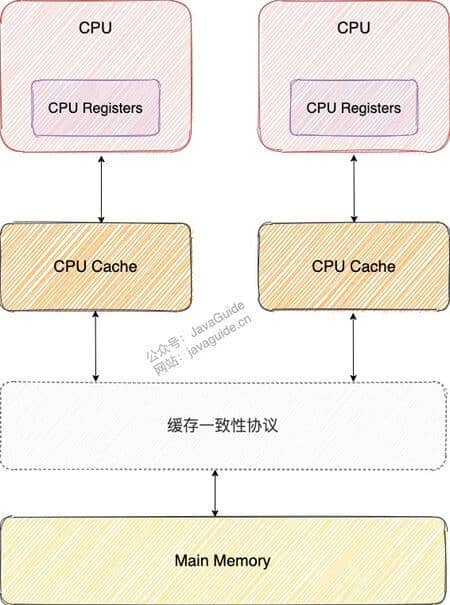 CPU
CPU
CPU Registers
CPU Registers
CPU Cache
CPU Cache
公众号：JavaGuide
网站：javaguide.cn
缓存一致性协议
Main Memory